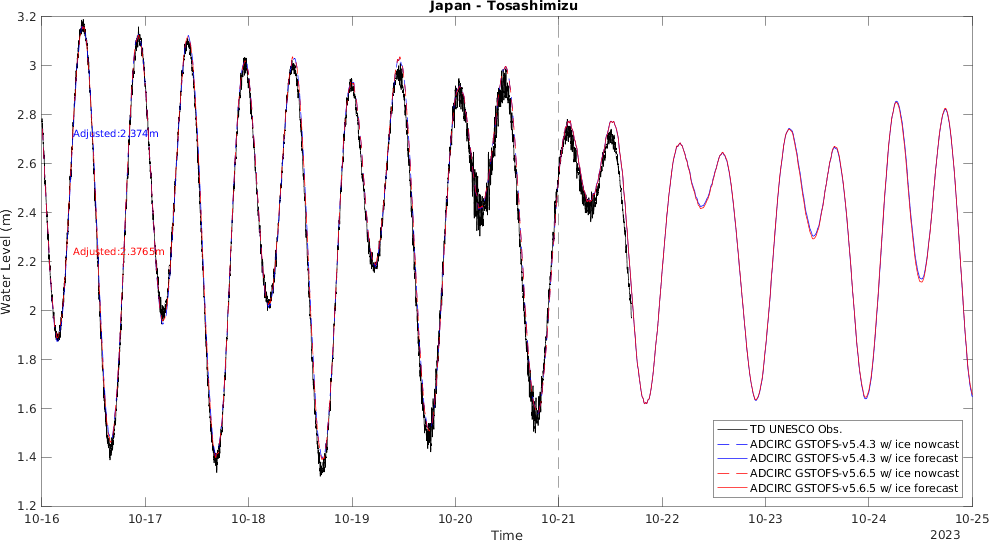 Japan - Tosashimizu
3.2
3
2.8
2.6
2.4
2.2
2
1.8
1.6
1.4
1.2
Water Level (m)
Adjusted:2.374m
Adjusted:2.3765m
TD UNESCO Obs.
ADCIRC GSTOFS-v5.4.3 w/ ice nowcast
ADCIRC GSTOFS-v5.4.3 w/ ice forecast
ADCIRC GSTOFS-v5.6.5 w/ ice nowcast
ADCIRC GSTOFS-v5.6.5 w/ ice forecast
10-16 10-17 10-18 10-19 10-20 10-21 10-22 10-23 10-24 10-25
Time
2023